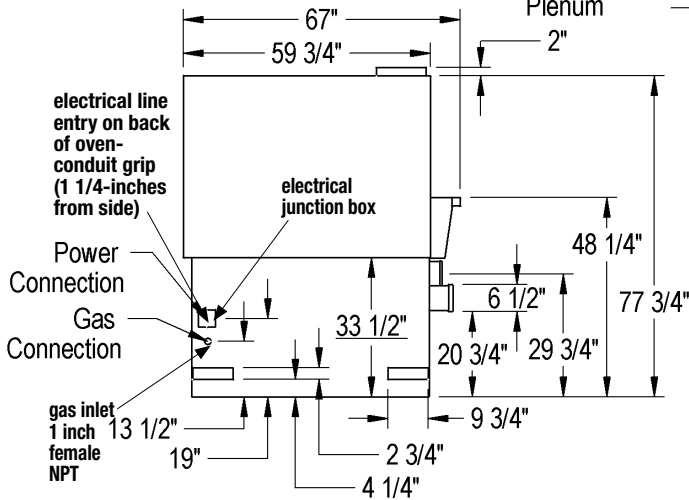 67"
Plenum
59 3/4"
2"
electrical line
entry on back
of oven-
conduit grip
(1 1/4-inches
from side)
electrical
junction box
Power
Connection
Gas
Connection
48 1/4"
77 3/4"
6 1/2"
33 1/2"
20 3/4"
29 3/4"
gas inlet
1 inch
female
NPT
13 1/2"
19"
9 3/4"
2 3/4"
4 1/4"